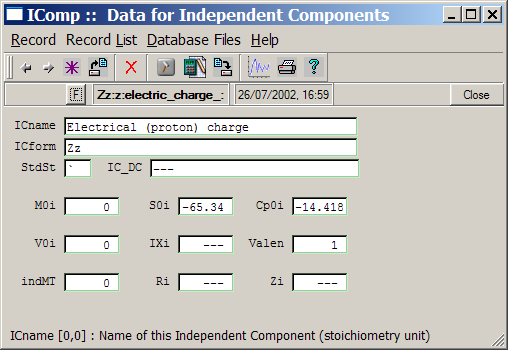 IComp :: Data for Independent Components
Record Record List Database Files Help
F Zz:z:electric_charge_: 26/07/2002, 16:59 Close
ICname Electrical (proton) charge
ICform Zz
StdSt ` IC_DC ---
M0i 0 S0i -65.34 Cp0i -14.418
V0i 0 IXi --- Valen 1
indMT 0 Ri --- Zi ---
ICname [0,0] : Name of this Independent Component (stoichiometry unit)